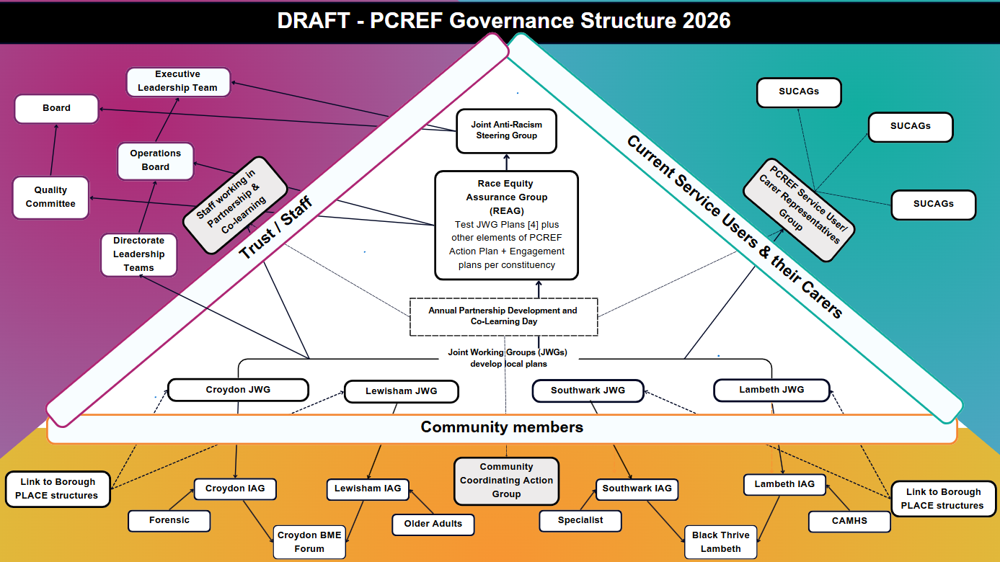 DRAFT - PCREF Governance Structure 2026
Executive
Leadership Team
Board
Operations
Board
Quality
Committee
Directorate
Leadership
Teams
Staff working in
Partnership &
Co-learning
Trust / Staff
Joint Anti-Racism
Steering Group
Race Equity
Assurance Group
(REAG)
Test JWG Plans [4] plus
other elements of PCREF
Action Plan + Engagement
plans per constituency
Annual Partnership Development and
Co-Learning Day
Joint Working Groups (JWGs)
develop local plans
SUCAGs
SUCAGs
SUCAGs
PCREF Service User/
Carer Representatives
Group
Current Service Users & their Carers
Croydon JWG
Lewisham JWG
Southwark JWG
Lambeth JWG
Community members
Link to Borough
PLACE structures
Croydon IAG
Lewisham IAG
Community
Coordinating Action
Group
Southwark IAG
Lambeth IAG
Link to Borough
PLACE structures
Forensic
Older Adults
Specialist
CAMHS
Croydon BME
Forum
Black Thrive
Lambeth